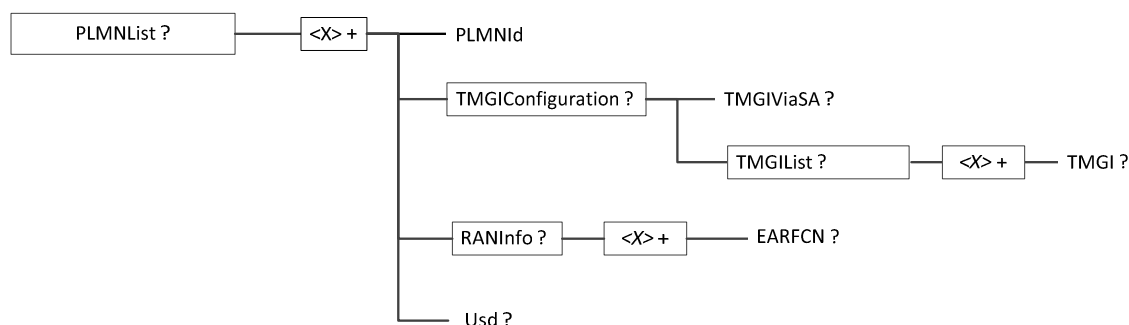 PLMNList ?
<X> +
PLMNId
TMGIConfiguration ?
TMGIViaSA ?
TMGIList ?
<X> +
TMGI ?
RANInfo ?
<X> +
EARFCN ?
Usd ?